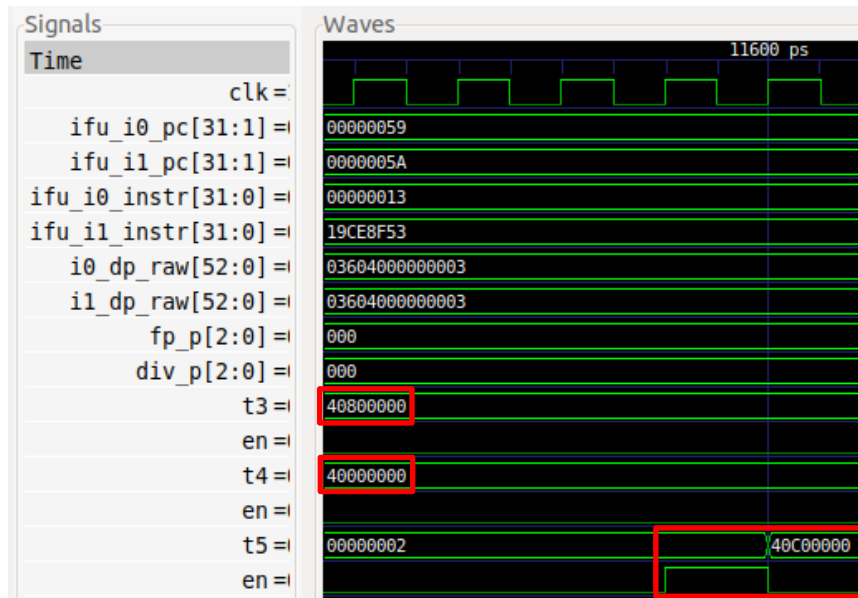 Signals
Waves
Time
11600 ps
clk =
ifu_i0_pc[31:1] = 00000059
ifu_i1_pc[31:1] = 0000005A
ifu_i0_instr[31:0] = 00000013
ifu_i1_instr[31:0] = 19CE8F53
i0_dp_raw[52:0] = 03604000000003
i1_dp_raw[52:0] = 03604000000003
fp_p[2:0] = 000
div_p[2:0] = 000
t3 = 40800000
en =
t4 = 40000000
en =
t5 = 00000002 40C00000
en =